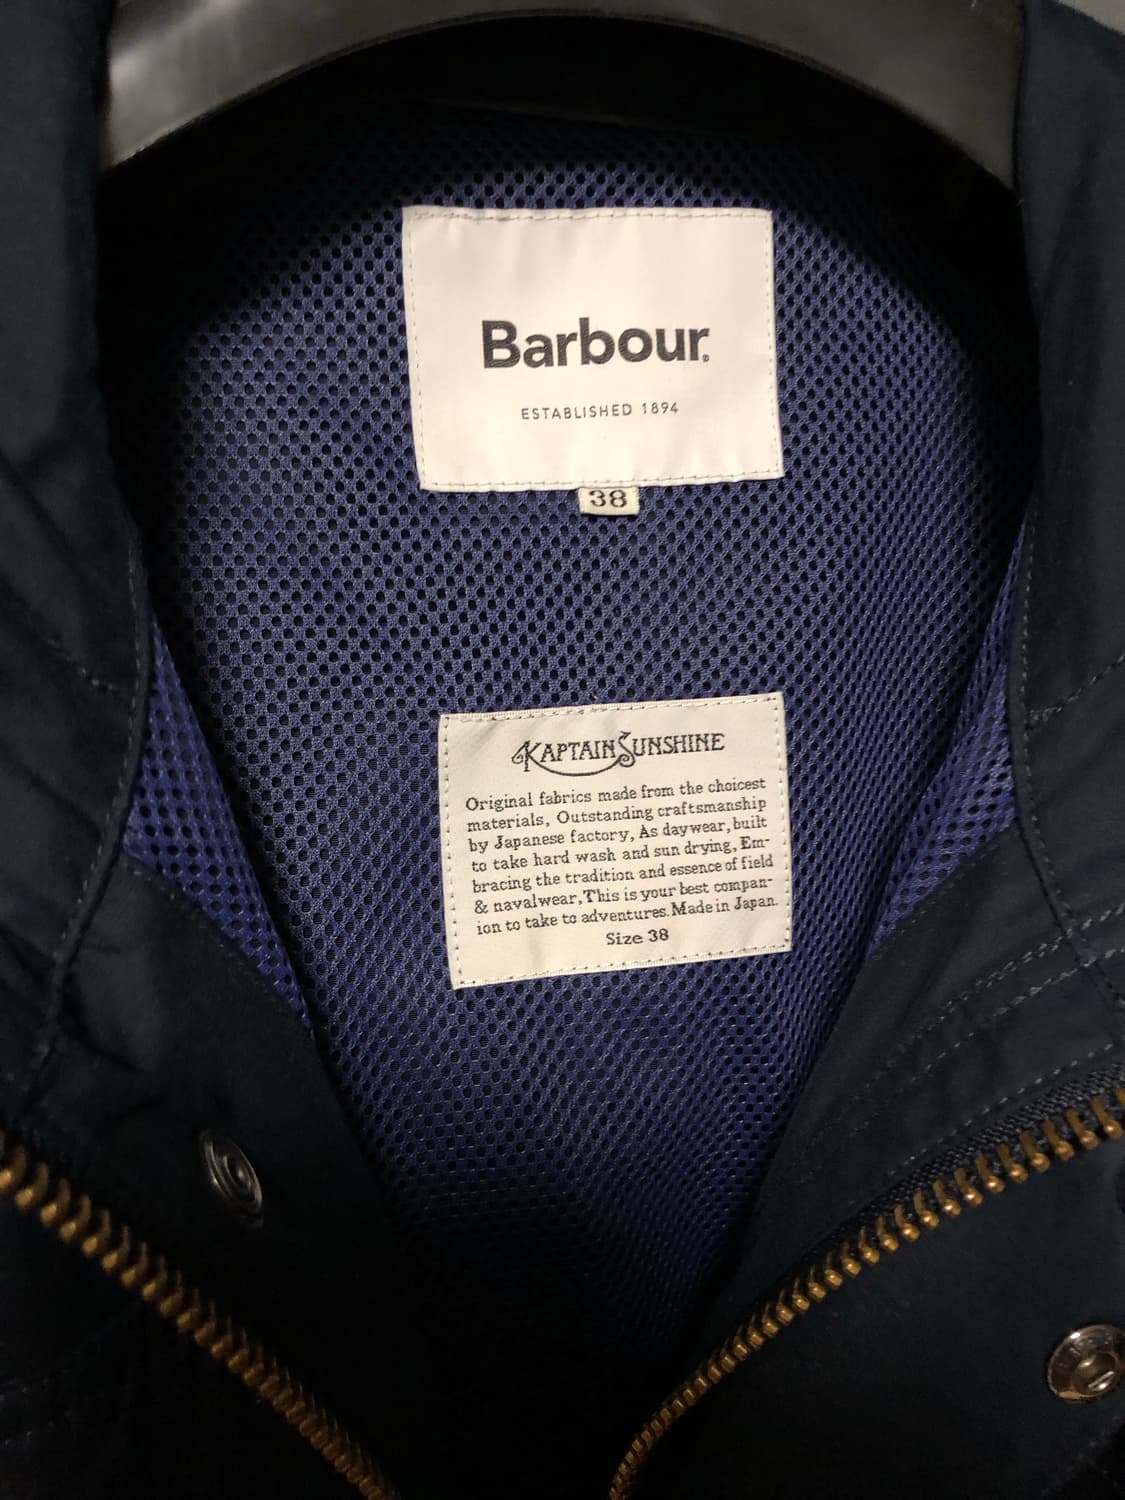 Barbour®
ESTABLISHED 1894
38
KAPTAIN SUNSHINE
Original fabrics made from the choicest
materials, Outstanding craftsmanship
by Japanese factory, As daywear, built
to take hard wash and sun drying, Em-
bracing the tradition and essence of field
& navalwear, This is your best compan-
ion to take to adventures. Made in Japan.
Size 38